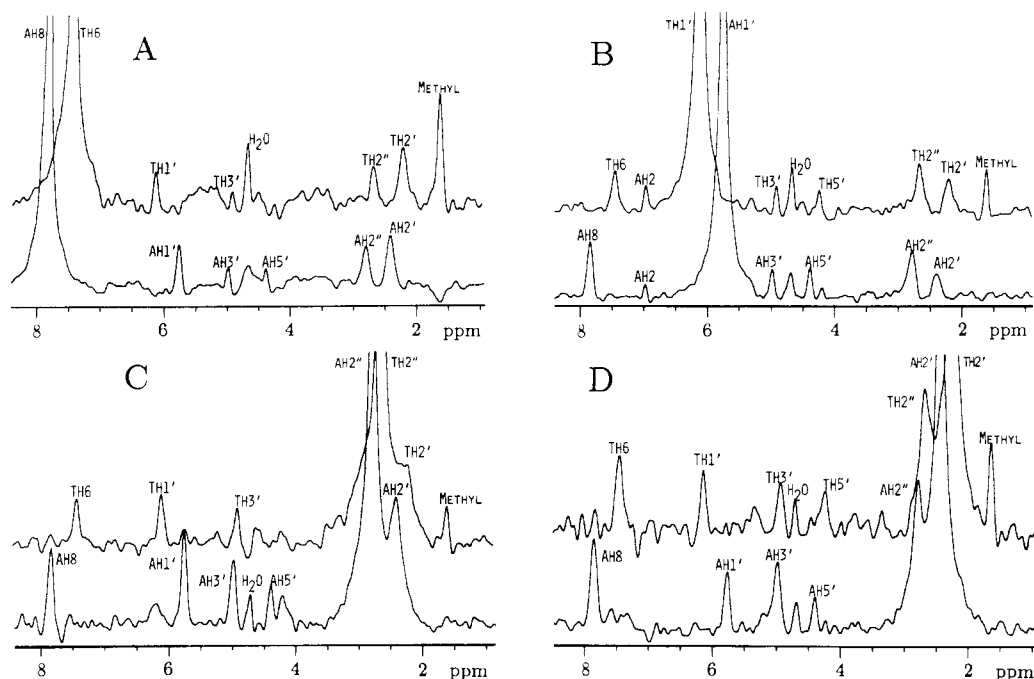 A
AH8
TH6
METHYL
H2O
TH1'
TH3'
TH2"
TH2'
AH1'
AH3'
AH5'
AH2"
AH2'
8 6 4 2 ppm
B
TH1'
AH1'
TH6
AH2
TH3'
H2O
TH5'
TH2"
TH2'
METHYL
AH8
AH2
AH3'
AH5'
AH2"
AH2'
8 6 4 2 ppm
C
AH2"
TH2"
TH6
TH1'
TH3'
TH2'
METHYL
AH8
AH1'
AH3'
H2O
AH5'
AH2'
8 6 4 2 ppm
D
AH2'
TH2'
TH2"
METHYL
TH6
TH1'
TH3'
H2O
TH5'
AH2"
AH8
AH1'
AH3'
AH5'
8 6 4 2 ppm